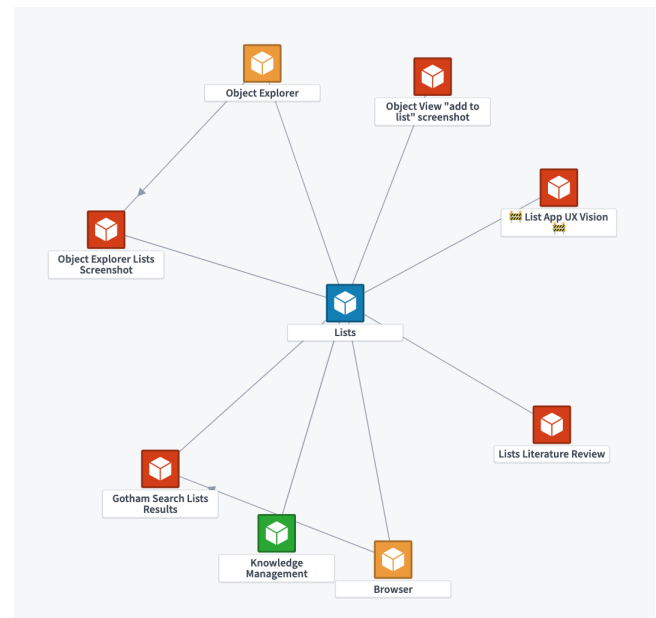 Object Explorer
Object View "add to
list" screenshot
🚧 List App UX Vision
🚧
Object Explorer Lists
Screenshot
Lists
Lists Literature Review
Gotham Search Lists
Results
Knowledge
Management
Browser